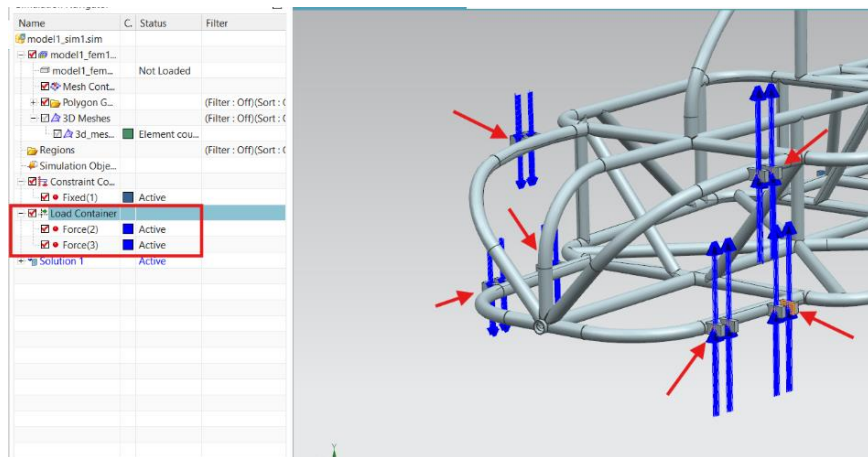 Name C. Status Filter
model1_sim1.sim
model1_fem1...
model1_fem... Not Loaded
Mesh Cont...
Polygon G... (Filter : Off)(Sort : 
3D Meshes (Filter : Off)(Sort : 
3d_mes... Element cou...
Regions (Filter : Off)(Sort : 
Simulation Obje...
Constraint Co...
Fixed(1) Active
Load Container
Force(2) Active
Force(3) Active
Solution 1 Active
Y